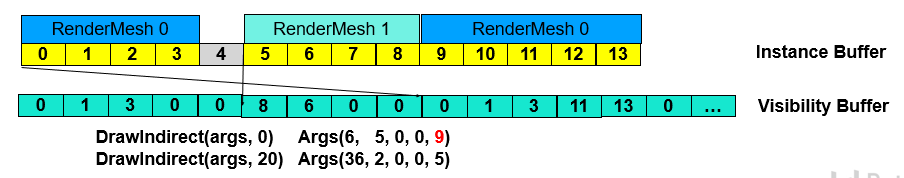 RenderMesh 0 RenderMesh 1 RenderMesh 0
0 1 2 3 4 5 6 7 8 9 10 11 12 13 Instance Buffer
0 1 3 0 0 8 6 0 0 0 1 3 11 13 0 ... Visibility Buffer
DrawIndirect(args, 0) Args(6, 5, 0, 0, 9)
DrawIndirect(args, 20) Args(36, 2, 0, 0, 5)